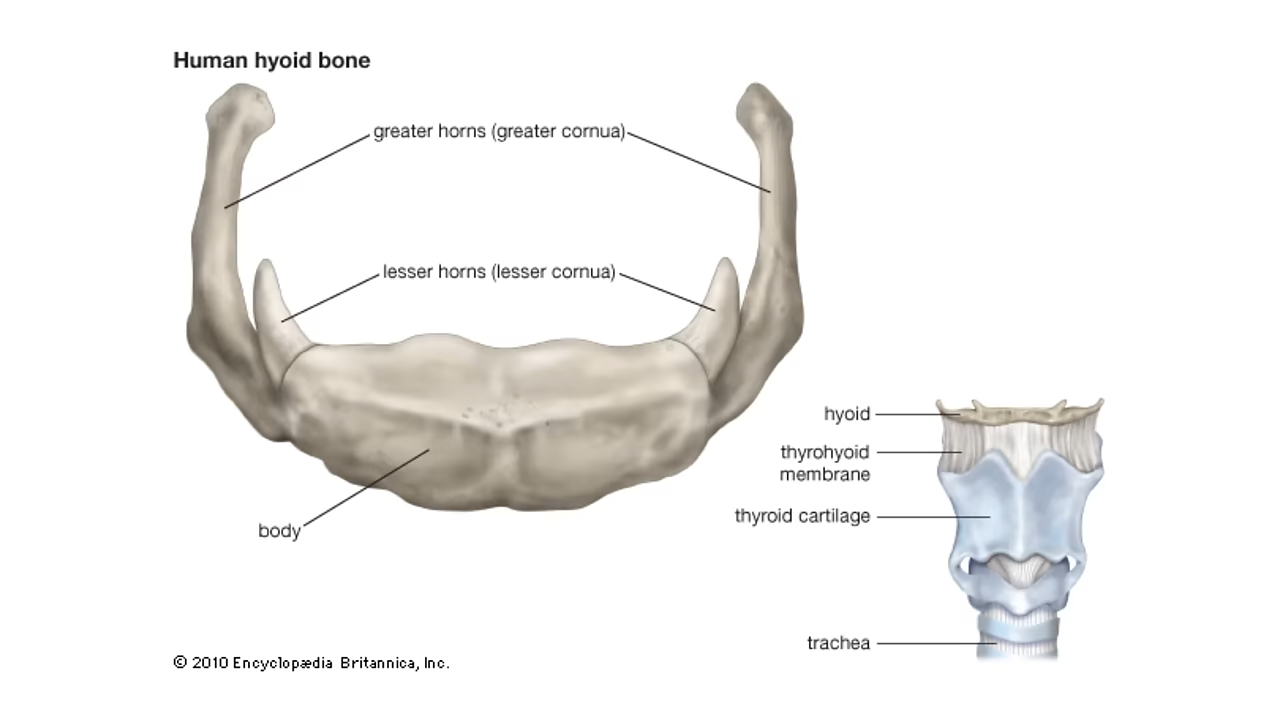 Human hyoid bone
greater horns (greater cornua)
lesser horns (lesser cornua)
body
hyoid
thyrohyoid
membrane
thyroid cartilage
trachea
© 2010 Encyclopædia Britannica, Inc.